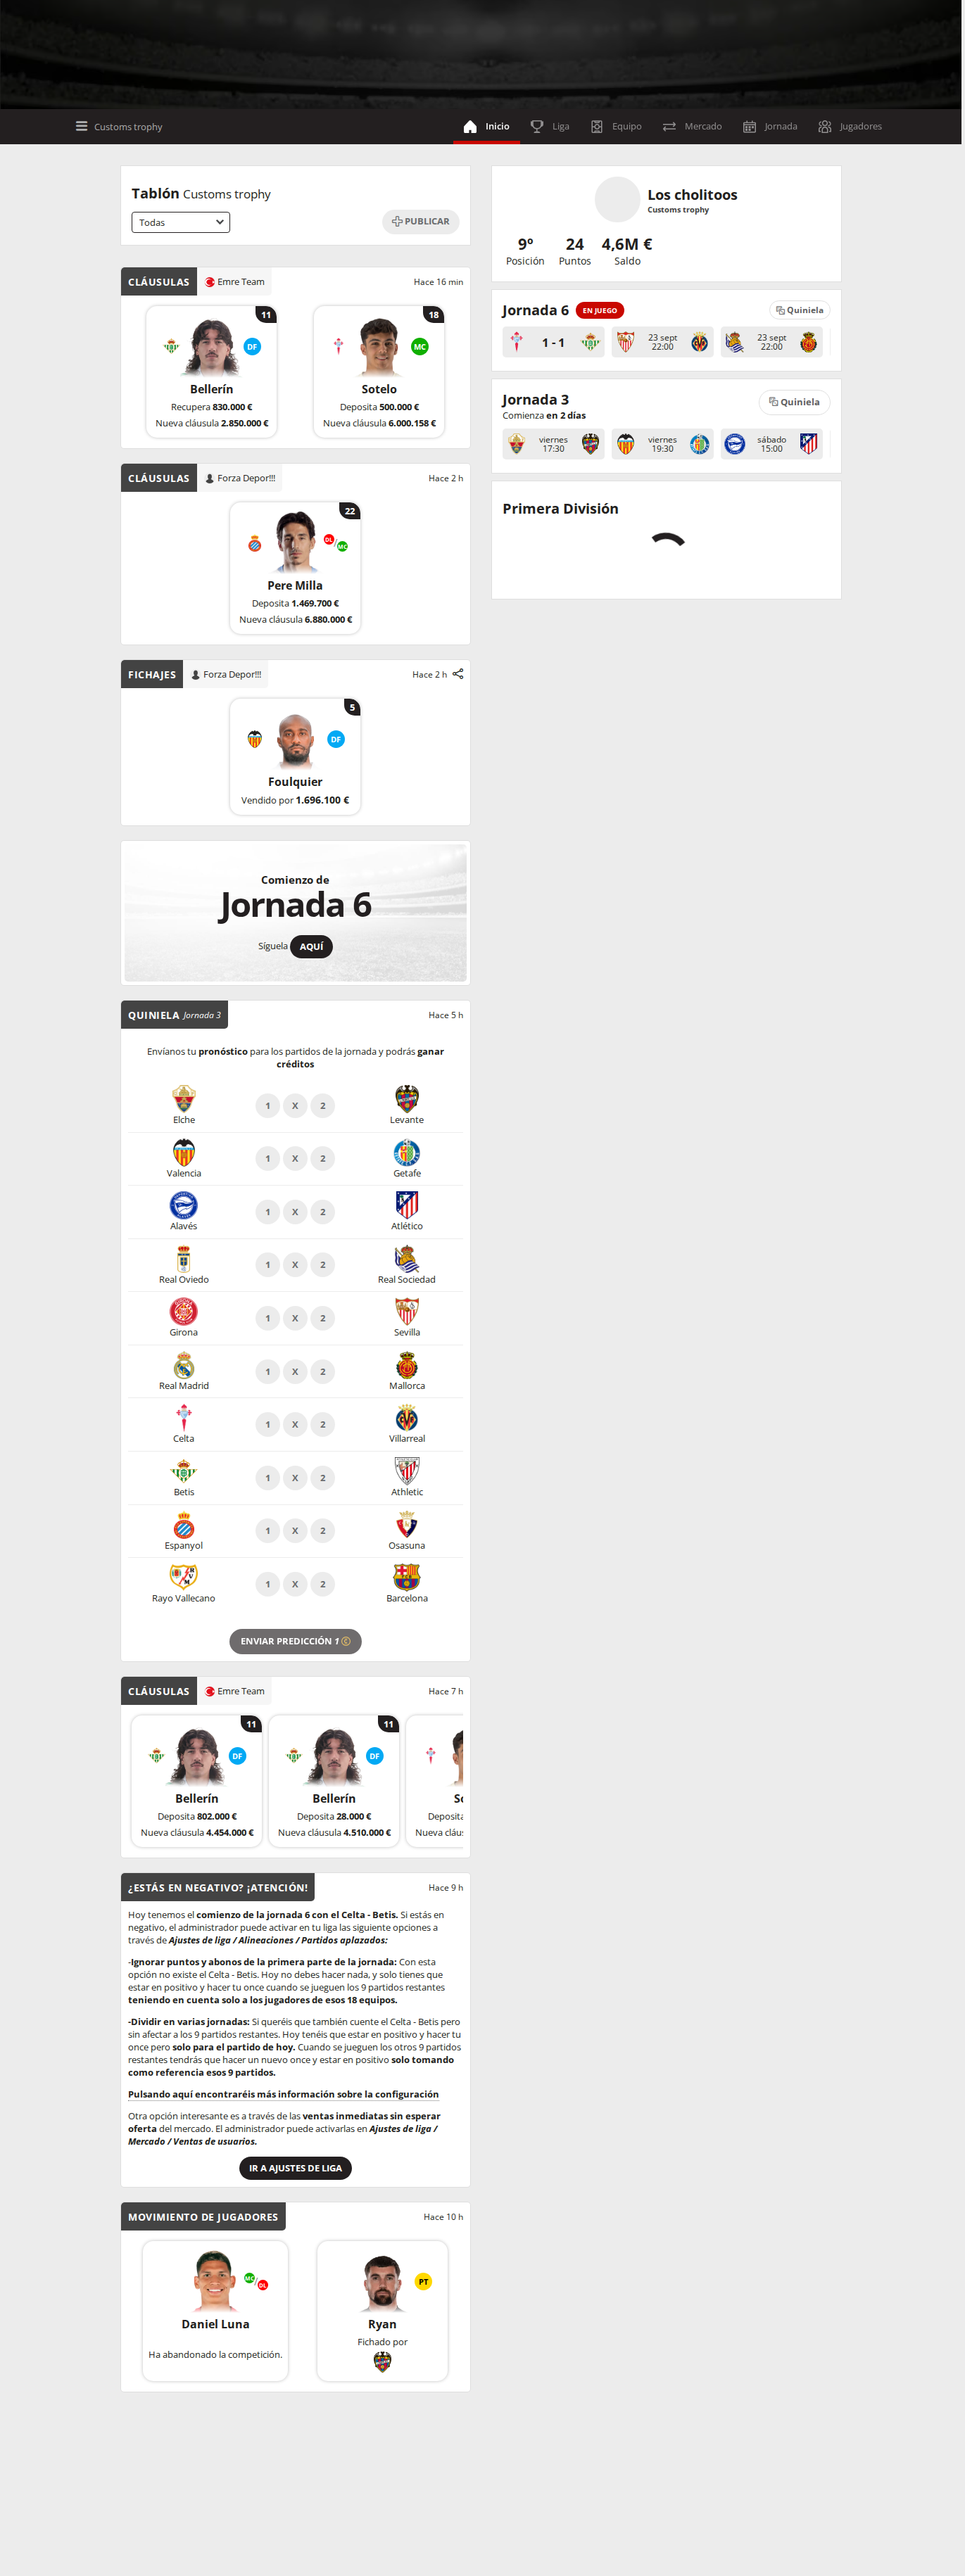 Customs trophy
Inicio
Liga
Equipo
Mercado
Jornada
Jugadores
Tablón Customs trophy
Todas
PUBLICAR
CLÁUSULAS
Emre Team
Hace 16 min
11
DF
Bellerín
Recupera 830.000 €
Nueva cláusula 2.850.000 €
18
MC
Sotelo
Deposita 500.000 €
Nueva cláusula 6.000.158 €
CLÁUSULAS
Forza Depor!!!
Hace 2 h
22
DL
MC
Pere Milla
Deposita 1.469.700 €
Nueva cláusula 6.880.000 €
FICHAJES
Forza Depor!!!
Hace 2 h
5
DF
Foulquier
Vendido por 1.696.100 €
Comienzo de
Jornada 6
Síguela AQUÍ
QUINIELA Jornada 3
Hace 5 h
Envíanos tu pronóstico para los partidos de la jornada y podrás ganar
créditos
1 X 2
Elche
Levante
1 X 2
Valencia
Getafe
1 X 2
Alavés
Atlético
1 X 2
Real Oviedo
Real Sociedad
1 X 2
Girona
Sevilla
1 X 2
Real Madrid
Mallorca
1 X 2
Celta
Villarreal
1 X 2
Betis
Athletic
1 X 2
Espanyol
Osasuna
1 X 2
Rayo Vallecano
Barcelona
ENVIAR PREDICCIÓN 1
CLÁUSULAS
Emre Team
Hace 7 h
11
DF
Bellerín
Deposita 802.000 €
Nueva cláusula 4.454.000 €
11
DF
Bellerín
Deposita 28.000 €
Nueva cláusula 4.510.000 €
So
Deposita
Nueva cláus
¿ESTÁS EN NEGATIVO? ¡ATENCIÓN!
Hace 9 h
Hoy tenemos el comienzo de la jornada 6 con el Celta - Betis. Si estás en
negativo, el administrador puede activar en tu liga las siguiente opciones a
través de Ajustes de liga / Alineaciones / Partidos aplazados:
-Ignorar puntos y abonos de la primera parte de la jornada: Con esta
opción no existe el Celta - Betis. Hoy no debes hacer nada, y solo tienes que
estar en positivo y hacer tu once cuando se jueguen los 9 partidos restantes
teniendo en cuenta solo a los jugadores de esos 18 equipos.
-Dividir en varias jornadas: Si queréis que también cuente el Celta - Betis pero
sin afectar a los 9 partidos restantes. Hoy tenéis que estar en positivo y hacer tu
once pero solo para el partido de hoy. Cuando se jueguen los otros 9 partidos
restantes tendrás que hacer un nuevo once y estar en positivo solo tomando
como referencia esos 9 partidos.
Pulsando aquí encontraréis más información sobre la configuración
Otra opción interesante es a través de las ventas inmediatas sin esperar
oferta del mercado. El administrador puede activarlas en Ajustes de liga /
Mercado / Ventas de usuarios.
IR A AJUSTES DE LIGA
MOVIMIENTO DE JUGADORES
Hace 10 h
MC
DL
Daniel Luna
Ha abandonado la competición.
PT
Ryan
Fichado por
Los cholitoos
Customs trophy
9º
Posición
24
Puntos
4,6M €
Saldo
Jornada 6
EN JUEGO
Quiniela
1 - 1
23 sept
22:00
23 sept
22:00
Jornada 3
Comienza en 2 días
Quiniela
viernes
17:30
viernes
19:30
sábado
15:00
Primera División